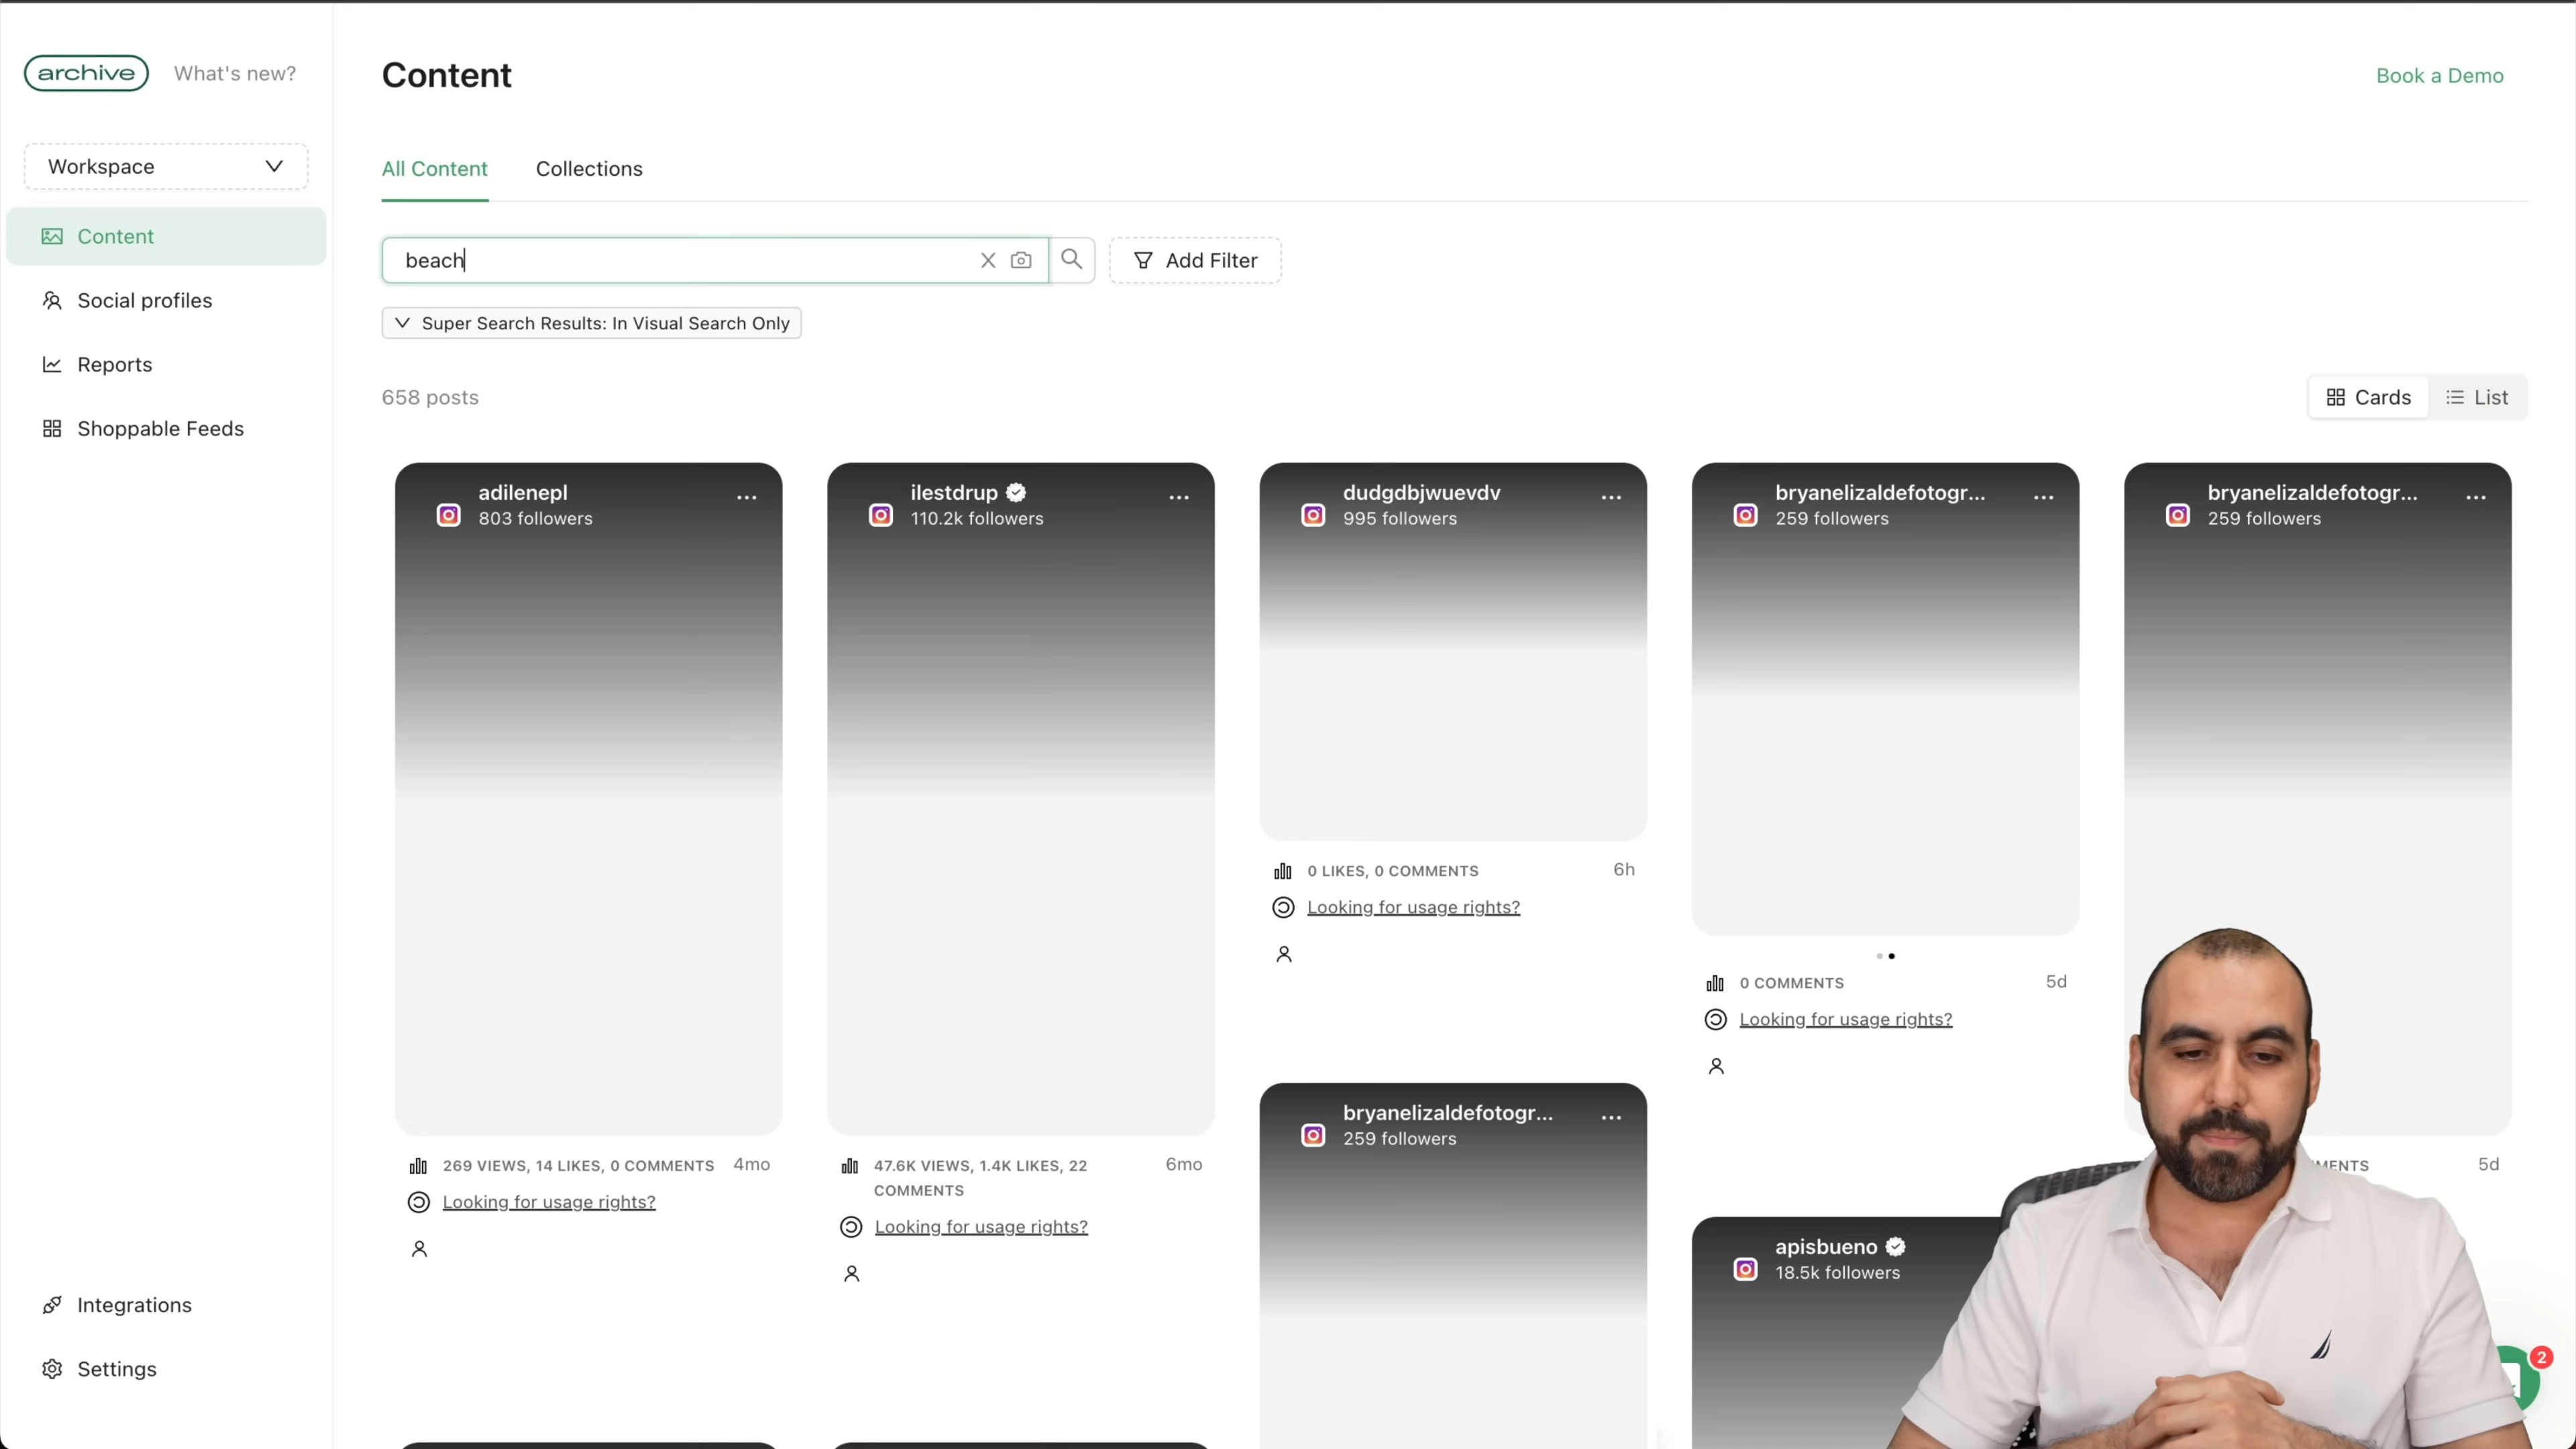 archive
What's new?
Workspace
Content
Social profiles
Reports
Shoppable Feeds
Integrations
Settings
Content
Book a Demo
All Content
Collections
beach
Add Filter
Super Search Results: In Visual Search Only
658 posts
Cards
List
adilenepl
803 followers
269 VIEWS, 14 LIKES, 0 COMMENTS
4mo
Looking for usage rights?
ilestdrup
110.2k followers
47.6K VIEWS, 1.4K LIKES, 22
COMMENTS
6mo
Looking for usage rights?
dudgdbjwuevdv
995 followers
0 LIKES, 0 COMMENTS
6h
Looking for usage rights?
bryanelizaldefotogr...
259 followers
bryanelizaldefotogr...
259 followers
0 COMMENTS
5d
Looking for usage rights?
apisbueno
18.5k followers
bryanelizaldefotogr...
259 followers
5d
2